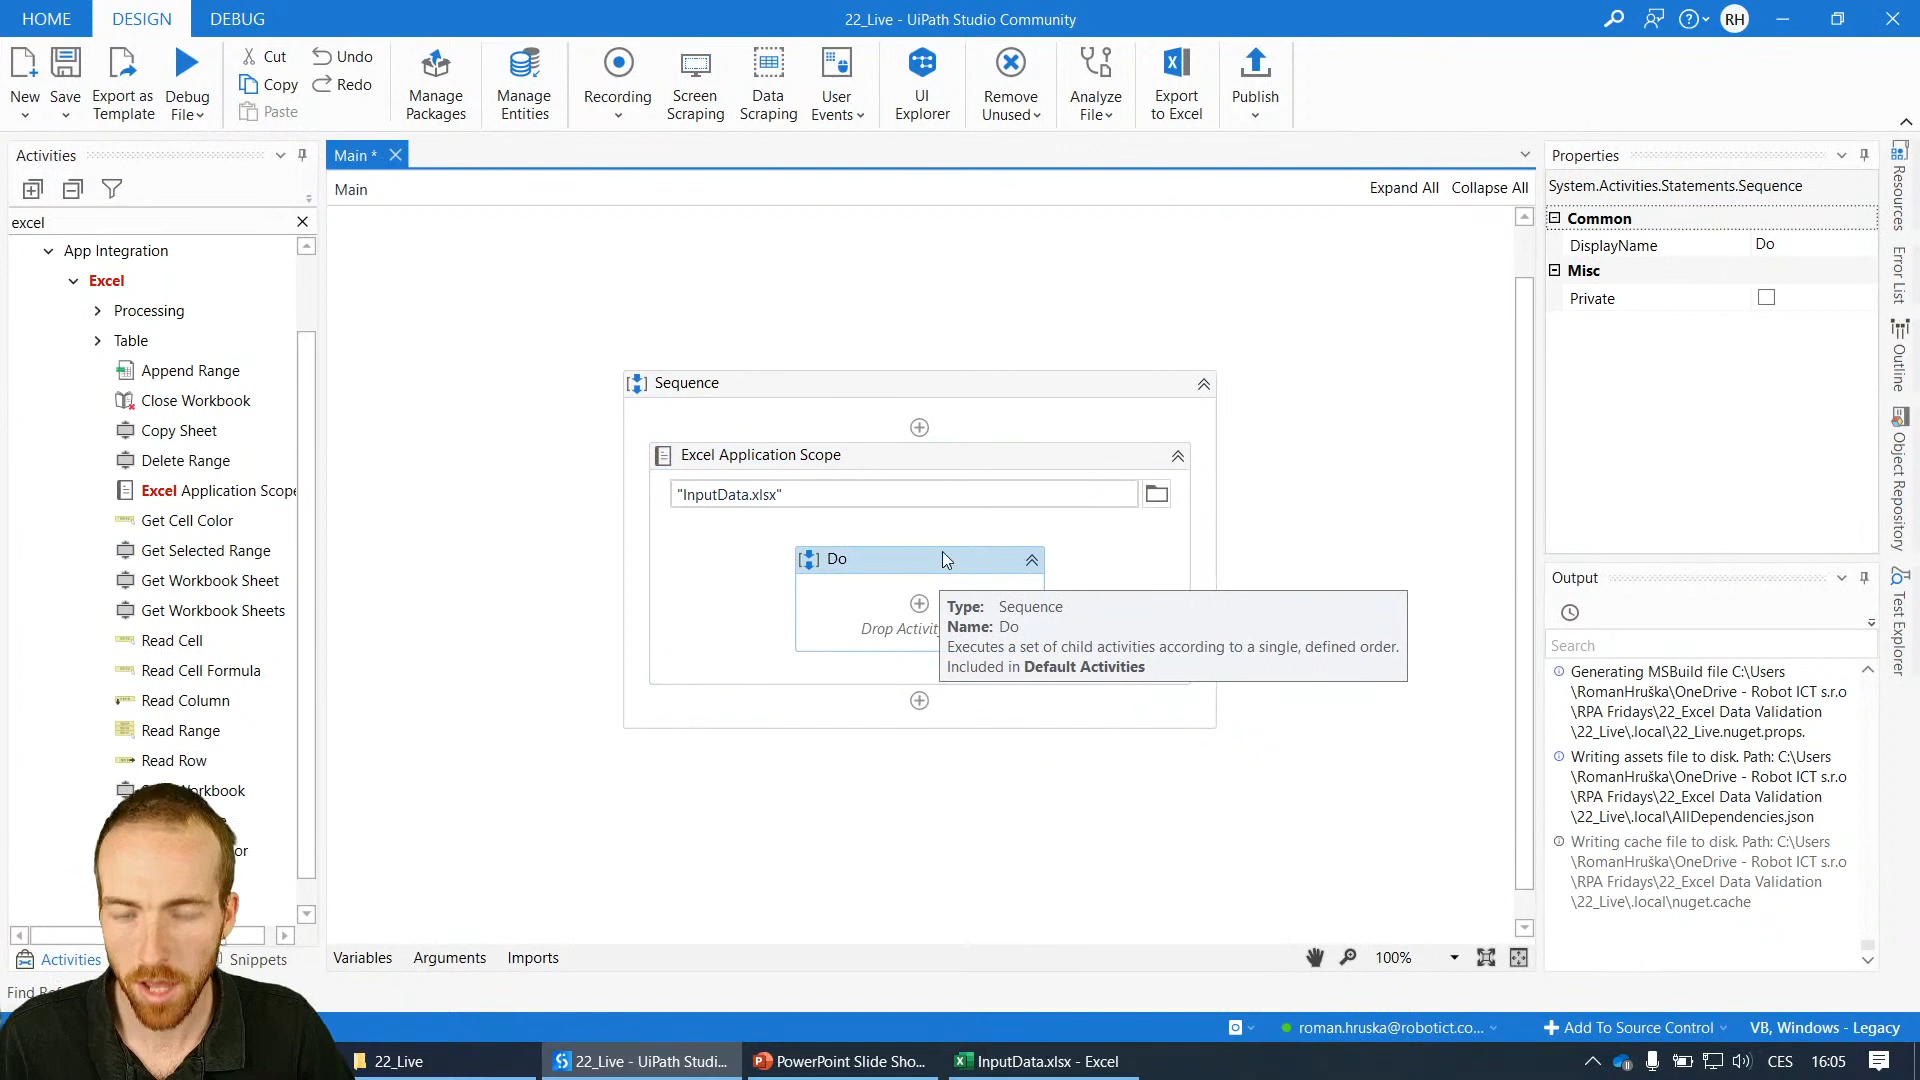 HOME DESIGN DEBUG 22_Live - UiPath Studio Community RH
New Save Export as Template Debug File
Cut Copy Paste Undo Redo
Manage Packages Manage Entities Recording Screen Scraping Data Scraping User Events UI Explorer Remove Unused Analyze File Export to Excel Publish
Activities
excel
App Integration
Excel
Processing
Table
Append Range
Close Workbook
Copy Sheet
Delete Range
Excel Application Scope
Get Cell Color
Get Selected Range
Get Workbook Sheet
Get Workbook Sheets
Read Cell
Read Cell Formula
Read Column
Read Range
Read Row
Activities Snippets
Main *
Main Expand All Collapse All
Sequence
Excel Application Scope
"InputData.xlsx"
Do
Drop Activity
Type: Sequence
Name: Do
Executes a set of child activities according to a single, defined order.
Included in Default Activities
Variables Arguments Imports 100%
Properties
System.Activities.Statements.Sequence
Common
DisplayName Do
Misc
Private
Output
Search
Generating MSBuild file C:\Users
\RomanHruška\OneDrive - Robot ICT s.r.o
\RPA Fridays\22_Excel Data Validation
\22_Live\.local\22_Live.nuget.props.
Writing assets file to disk. Path: C:\Users
\RomanHruška\OneDrive - Robot ICT s.r.o
\RPA Fridays\22_Excel Data Validation
\22_Live\.local\AllDependencies.json
Writing cache file to disk. Path: C:\Users
\RomanHruška\OneDrive - Robot ICT s.r.o
\RPA Fridays\22_Excel Data Validation
\22_Live\.local\nuget.cache
Resources
Error List
Outline
Object Repository
Test Explorer
roman.hruska@robotict.co... Add To Source Control VB, Windows - Legacy
22_Live 22_Live - UiPath Studi... PowerPoint Slide Sho... InputData.xlsx - Excel CES 16:05